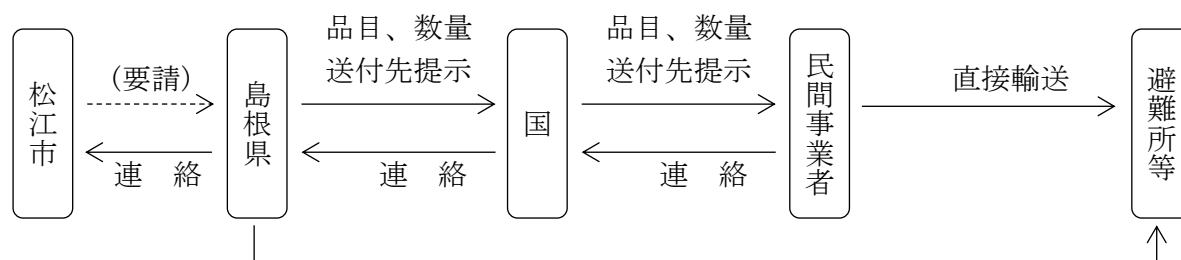 松江市
(要請)
連 絡
島根県
品目、数量
送付先提示
連 絡
国
品目、数量
送付先提示
連 絡
民間事業者
直接輸送
避難所等